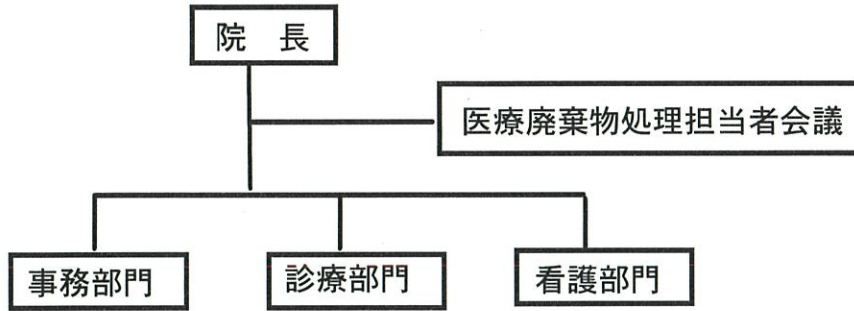 院　長
医療廃棄物処理担当者会議
事務部門
診療部門
看護部門